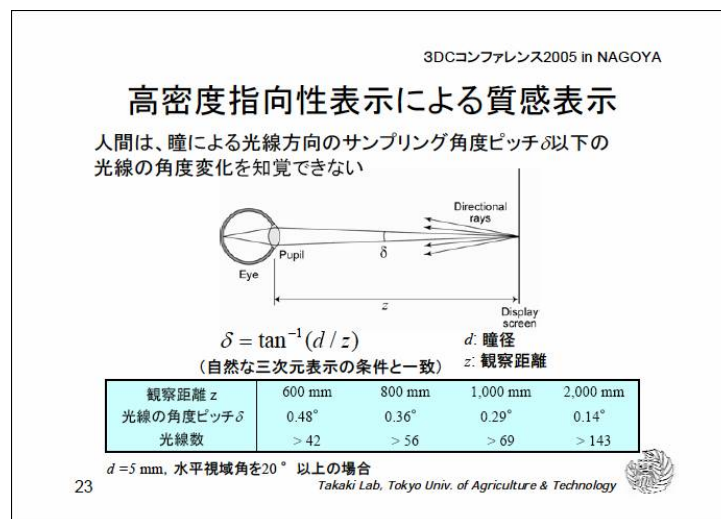 3DCコンファレンス2005 in NAGOYA
高密度指向性表示による質感表示
人間は、瞳による光線方向のサンプリング角度ピッチδ以下の
光線の角度変化を知覚できない
Directional
rays
Pupil
δ
Eye
z
Display
screen
δ = tan⁻¹(d / z)
d: 瞳径
(自然な三次元表示の条件と一致)
z: 観察距離
観察距離 z 600 mm 800 mm 1,000 mm 2,000 mm
光線の角度ピッチδ 0.48° 0.36° 0.29° 0.14°
光線数 > 42 > 56 > 69 > 143
d =5 mm, 水平視域角を20 ° 以上の場合
23
Takaki Lab, Tokyo Univ. of Agriculture & Technology